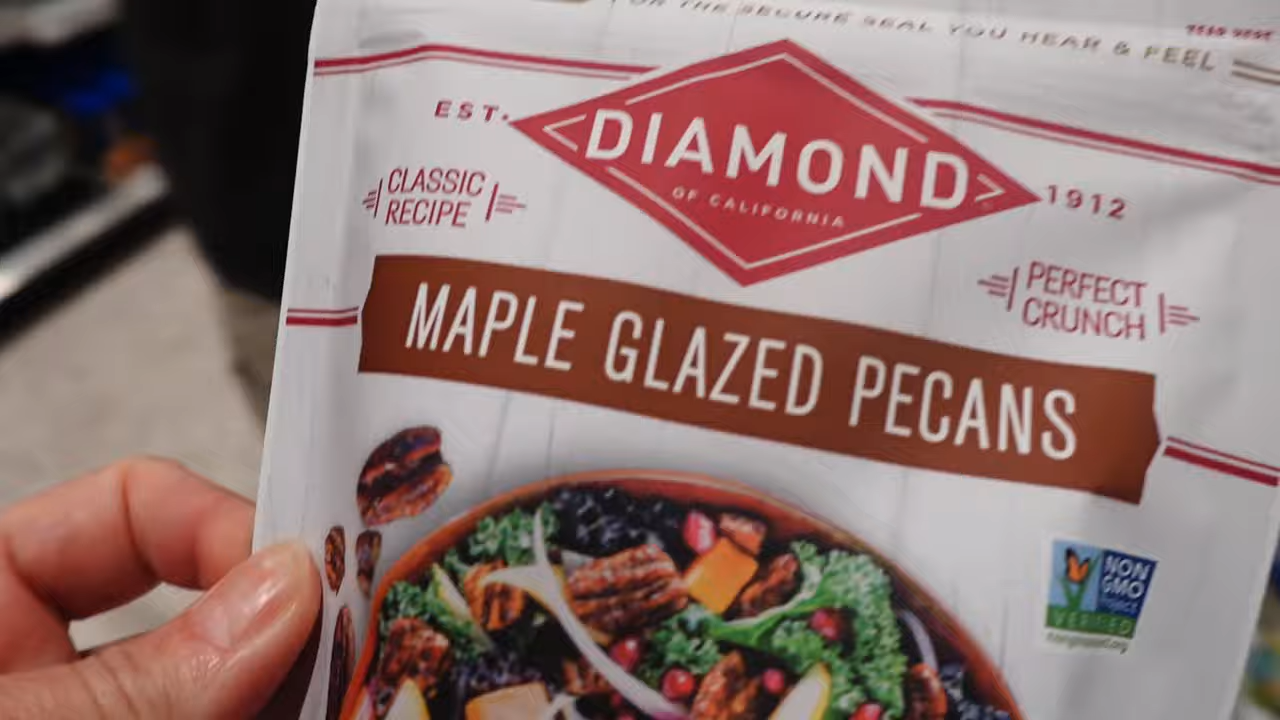 FOR THE SECURE SEAL YOU HEAR & FEEL
EST.
DIAMOND
OF CALIFORNIA
1912
CLASSIC
RECIPE
PERFECT
CRUNCH
MAPLE GLAZED PECANS
NON
GMO
VERIFIED